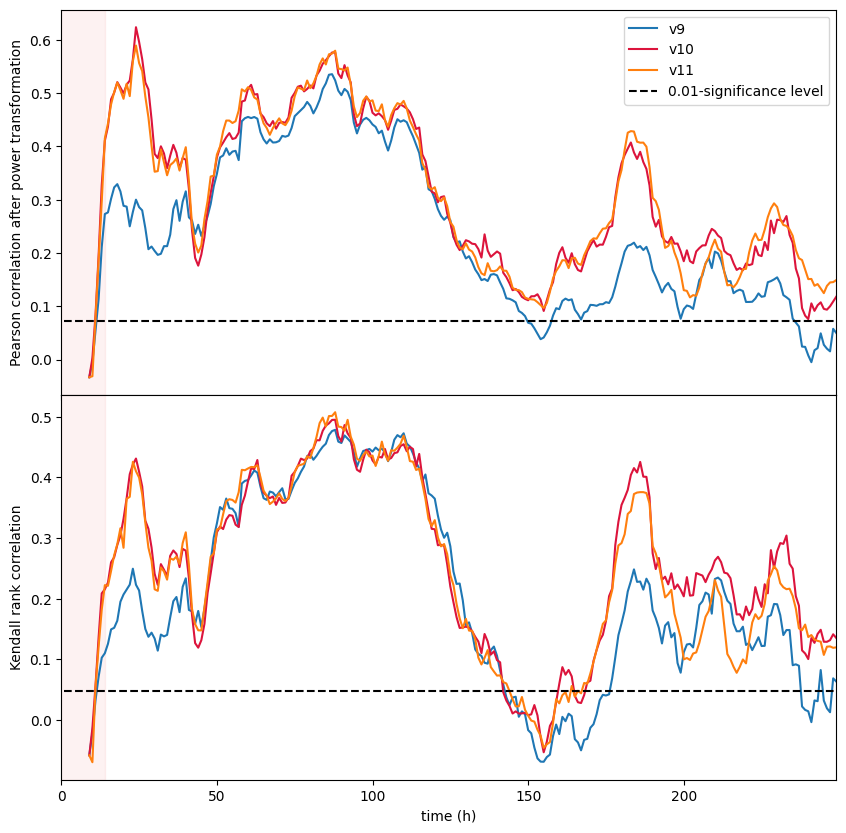 Pearson correlation after power transformation
0.6
0.5
0.4
0.3
0.2
0.1
0.0
v9
v10
v11
0.01-significance level
Kendall rank correlation
0.5
0.4
0.3
0.2
0.1
0.0
0
50
100
150
200
time (h)